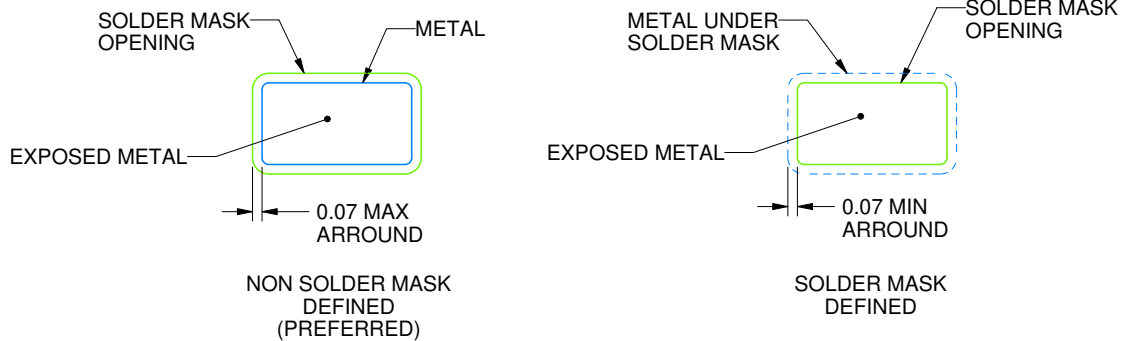 SOLDER MASK
OPENING
METAL
EXPOSED METAL
0.07 MAX
ARROUND
NON SOLDER MASK
DEFINED
(PREFERRED)
METAL UNDER
SOLDER MASK
SOLDER MASK
OPENING
EXPOSED METAL
0.07 MIN
ARROUND
SOLDER MASK
DEFINED